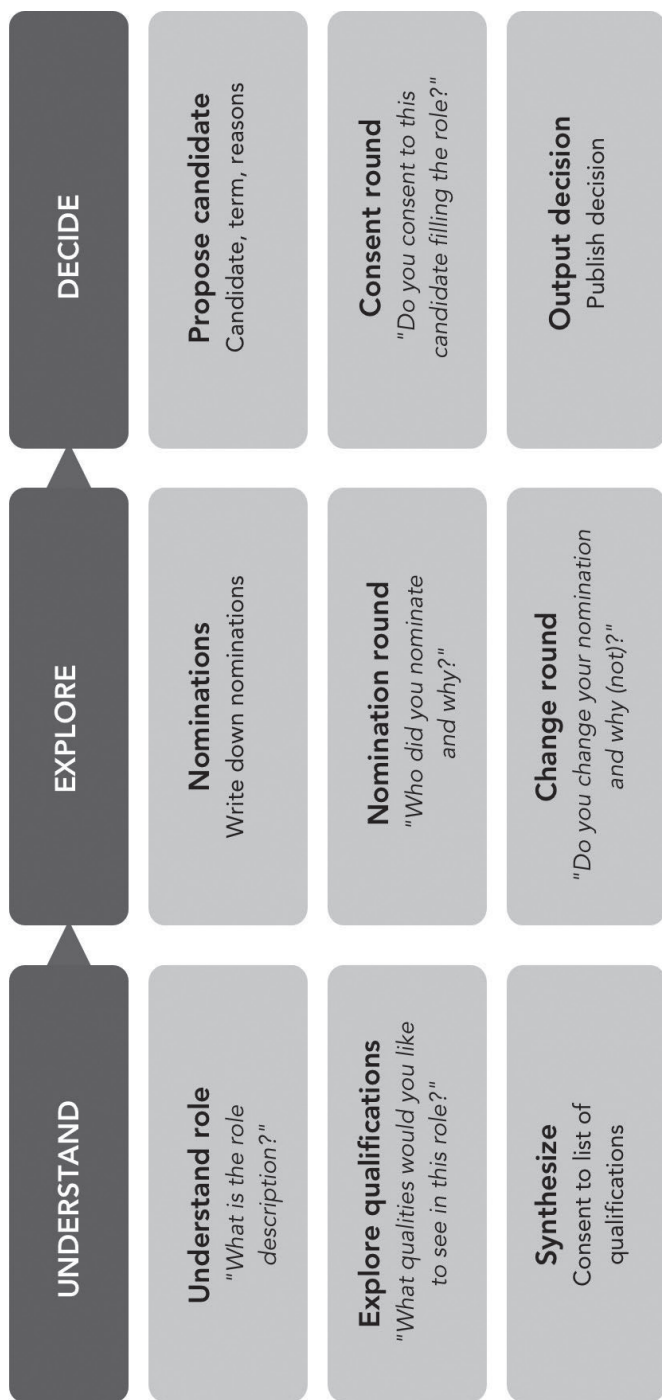 UNDERSTAND
Understand role
"What is the role
description?"
Explore qualifications
"What qualities would you like
to see in this role?"
Synthesize
Consent to list of
qualifications
EXPLORE
Nominations
Write down nominations
Nomination round
"Who did you nominate
and why?"
Change round
"Do you change your nomination
and why (not)?"
DECIDE
Propose candidate
Candidate, term, reasons
Consent round
"Do you consent to this
candidate filling the role?"
Output decision
Publish decision